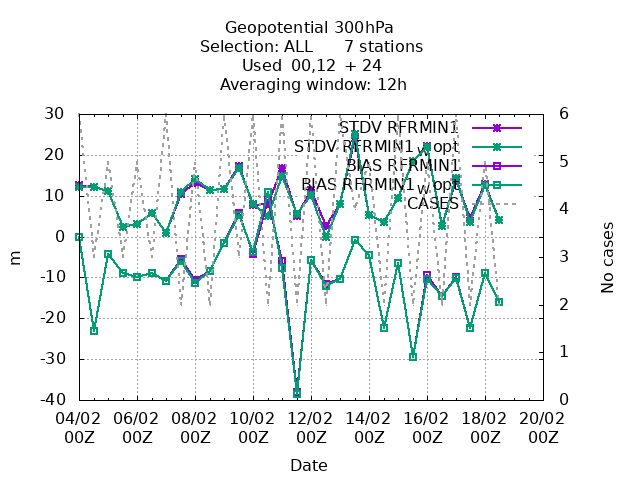 Geopotential 300hPa
Selection: ALL 7 stations
Used 00,12 + 24
Averaging window: 12h
30 6
20 5
10 4
0 3
-10
-20 2
-30 1
-40 0
STDV RFRMIN1
STDV RFRMIN1_wopt
BIAS RFRMIN1
BIAS RFRMIN1_wopt
CASES
m
No cases
04/02 06/02 08/02 10/02 12/02 14/02 16/02 18/02 20/02
00Z 00Z 00Z 00Z 00Z 00Z 00Z 00Z 00Z
Date